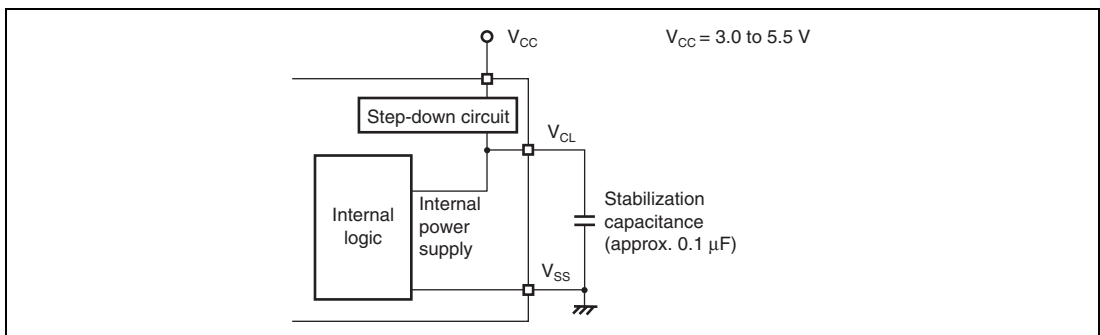 V_CC
V_CC = 3.0 to 5.5 V
Step-down circuit
V_CL
Internal
logic
Internal
power
supply
Stabilization
capacitance
(approx. 0.1 μF)
V_SS